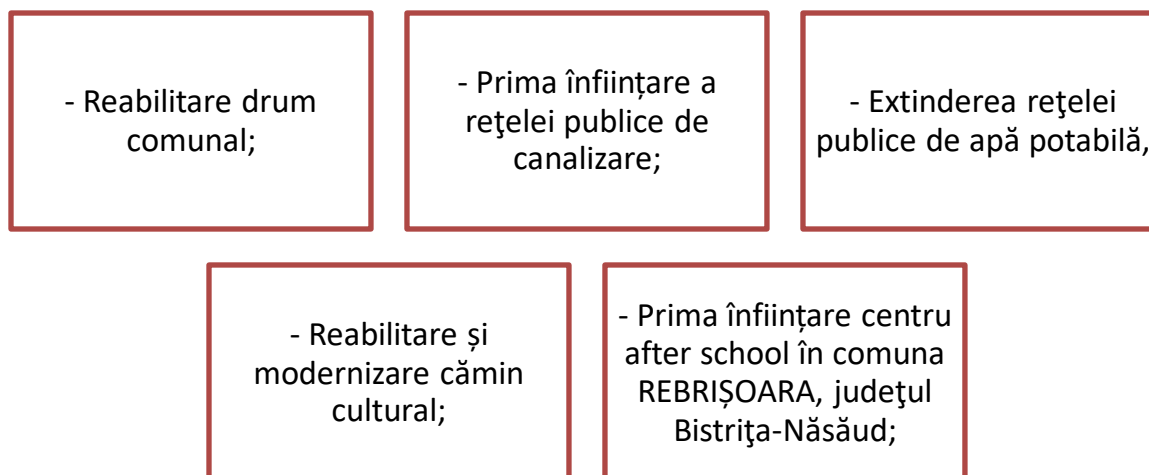 - Reabilitare drum
comunal;
- Prima înființare a
reţelei publice de
canalizare;
- Extinderea reţelei
publice de apă potabilă,
- Reabilitare și
modernizare cămin
cultural;
- Prima înființare centru
after school în comuna
REBRIȘOARA, judeţul
Bistriţa-Năsăud;